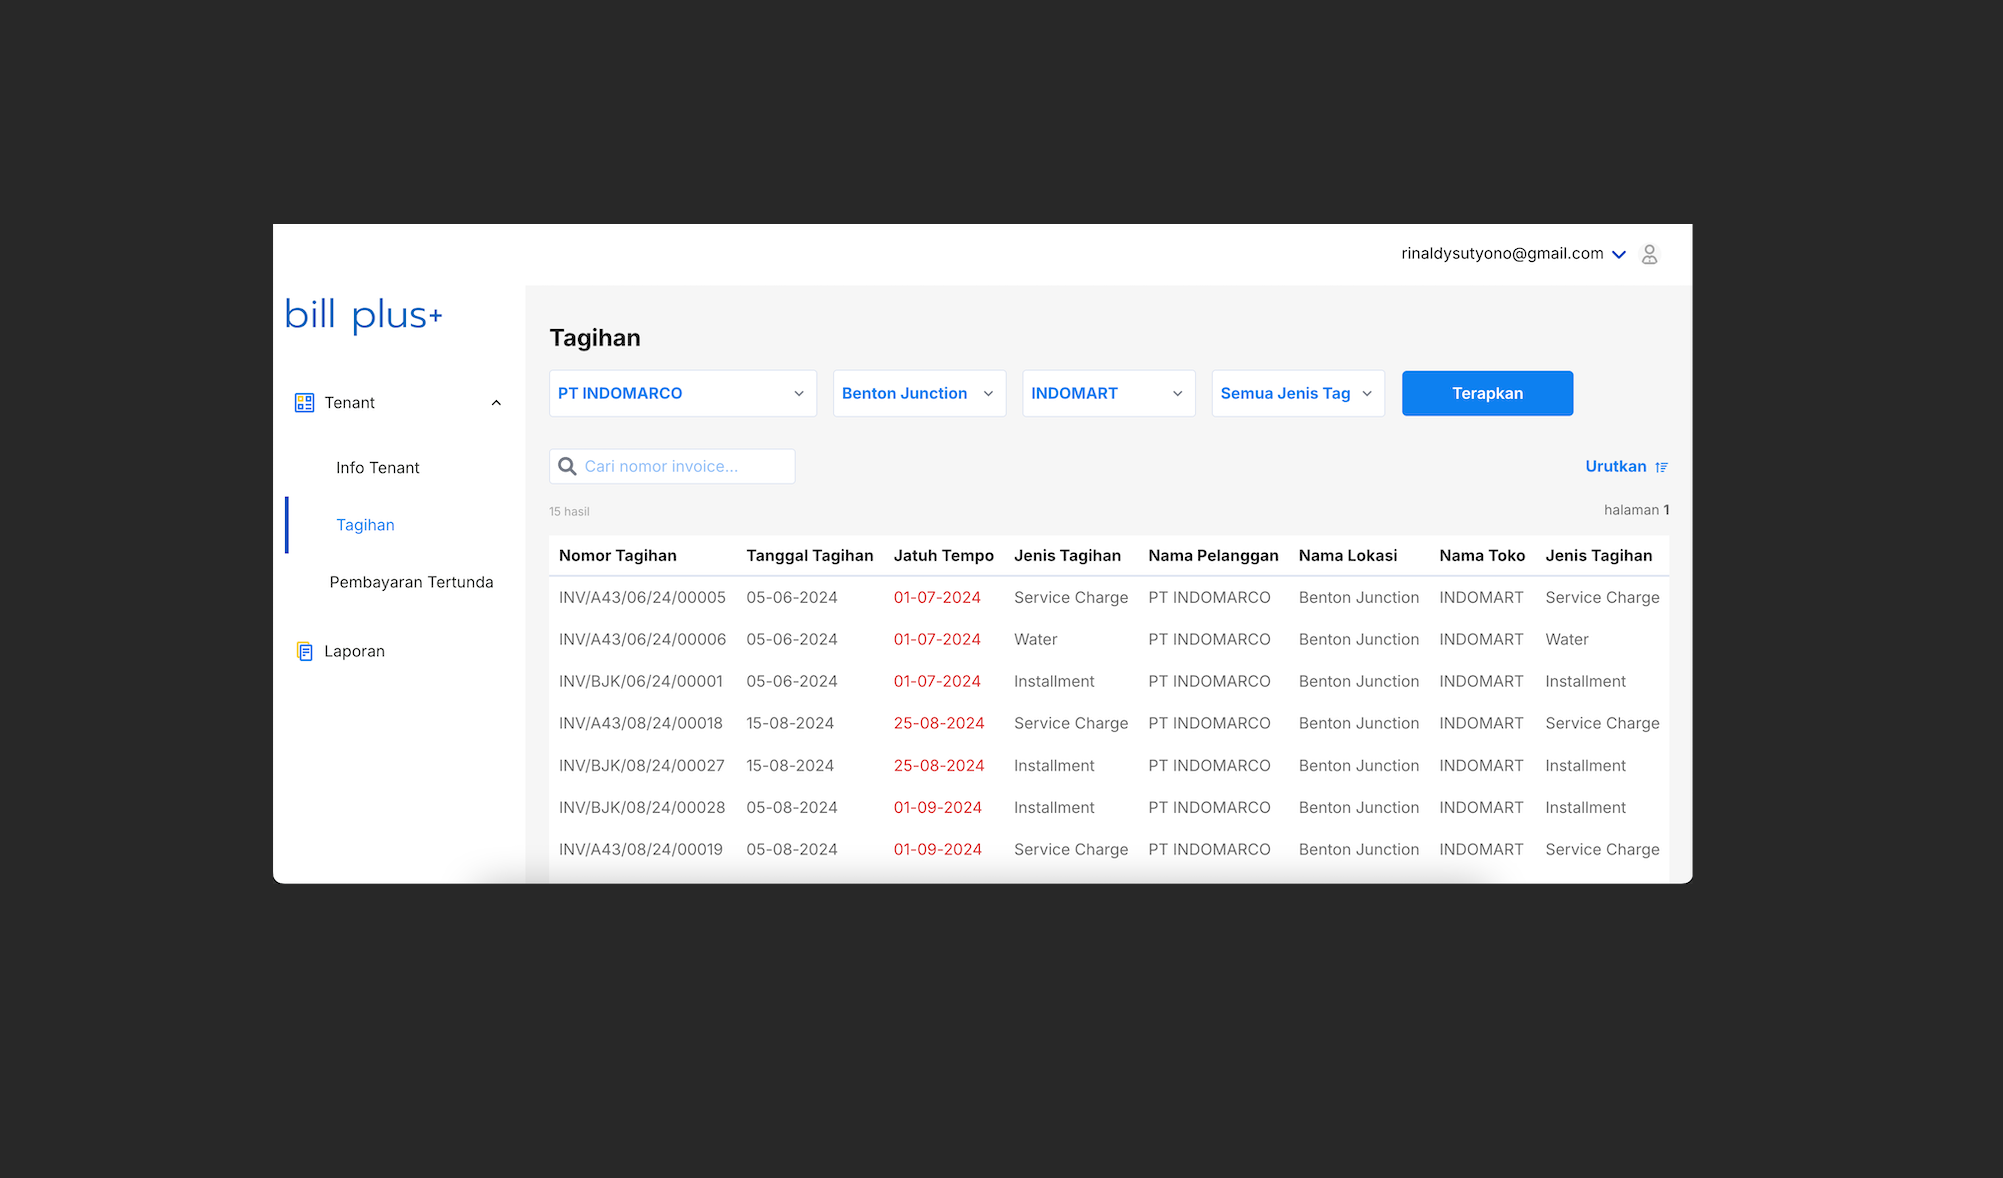 rinaldysutyono@gmail.com
bill plus+
Tenant
Info Tenant
Tagihan
Pembayaran Tertunda
Laporan
Tagihan
PT INDOMARCO Benton Junction INDOMART Semua Jenis Tag Terapkan
Cari nomor invoice... Urutkan
15 hasil halaman 1
Nomor Tagihan Tanggal Tagihan Jatuh Tempo Jenis Tagihan Nama Pelanggan Nama Lokasi Nama Toko Jenis Tagihan
INV/A43/06/24/00005 05-06-2024 01-07-2024 Service Charge PT INDOMARCO Benton Junction INDOMART Service Charge
INV/A43/06/24/00006 05-06-2024 01-07-2024 Water PT INDOMARCO Benton Junction INDOMART Water
INV/BJK/06/24/00001 05-06-2024 01-07-2024 Installment PT INDOMARCO Benton Junction INDOMART Installment
INV/A43/08/24/00018 15-08-2024 25-08-2024 Service Charge PT INDOMARCO Benton Junction INDOMART Service Charge
INV/BJK/08/24/00027 15-08-2024 25-08-2024 Installment PT INDOMARCO Benton Junction INDOMART Installment
INV/BJK/08/24/00028 05-08-2024 01-09-2024 Installment PT INDOMARCO Benton Junction INDOMART Installment
INV/A43/08/24/00019 05-08-2024 01-09-2024 Service Charge PT INDOMARCO Benton Junction INDOMART Service Charge